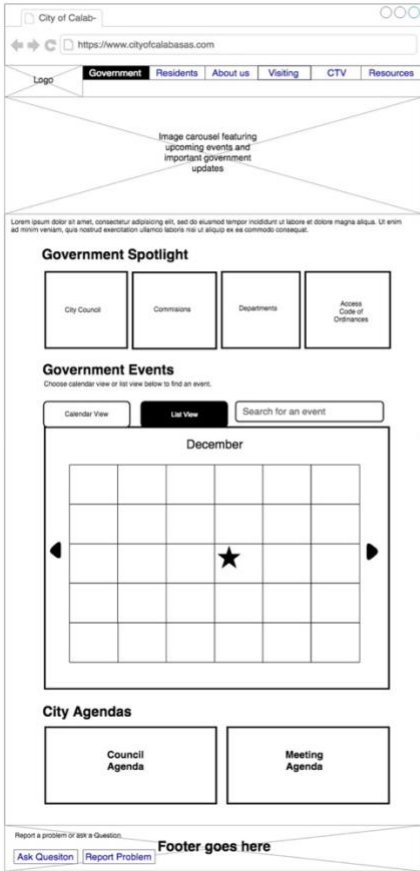 City of Calab-
https://www.cityofcalabasas.com
Logo
Government Residents About us Visiting CTV Resources
Image carousel featuring
upcoming events and
important government
updates
Lorem ipsum dolor sit amet, consectetur adipisicing elit, sed do eiusmod tempor incididunt ut labore et dolore magna aliqua. Ut enim
ad minim veniam, quis nostrud exercitation ullamco laboris nisi ut aliquip ex ea commodo consequat.
Government Spotlight
City Council
Commisions
Departments
Access
Code of
Ordinances
Government Events
Choose calendar view or list view below to find an event.
Calendar View
List View
Search for an event
December
City Agendas
Council
Agenda
Meeting
Agenda
Report a problem or ask a Question.
Footer goes here
Ask Quesiton Report Problem